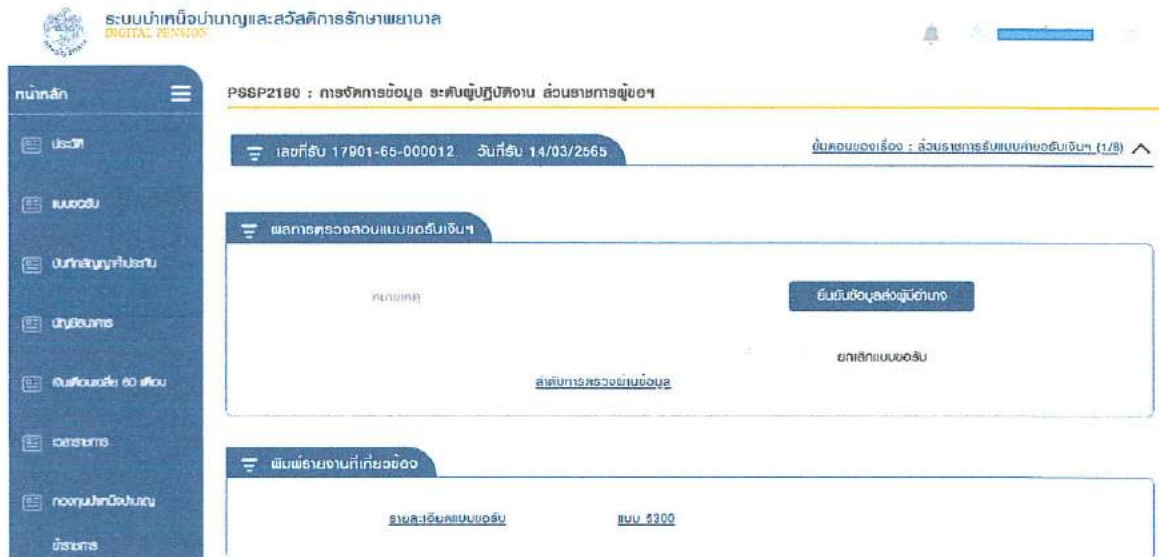 ระบบบำเหน็จบำนาญและสวัสดิการรักษาพยาบาล
DIGITAL PENSION
หน้าหลัก
ประวัติ
แบบขอรับ
บันทึกสัญญาค้ำประกัน
บัญชีธนาคาร
เงินเดือนเฉลี่ย 60 เดือน
เวลาราชการ
กองทุนบำเหน็จบำนาญ
ข้าราชการ
PSSP2180 : การจัดการข้อมูล ระดับผู้ปฏิบัติงาน ส่วนราชการผู้ขอฯ
เลขที่รับ 17901-65-000012 วันที่รับ 14/03/2565
ขั้นตอนของเรื่อง : ส่วนราชการรับแบบคำขอรับเงินฯ (1/8)
ผลการตรวจสอบแบบขอรับเงินฯ
หมายเหตุ
ยืนยันข้อมูลส่งผู้มีอำนาจ
ยกเลิกแบบขอรับ
ลำดับการตรวจผ่านข้อมูล
พิมพ์รายงานที่เกี่ยวข้อง
รายละเอียดแบบขอรับ แบบ 5300